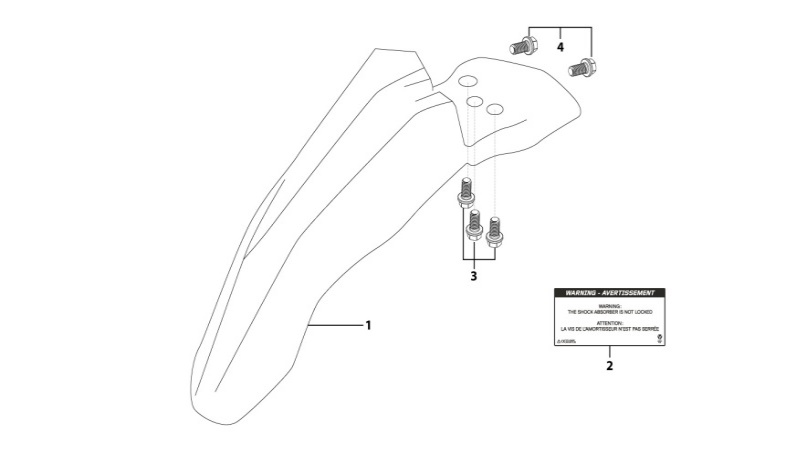 4
3
1
WARNING - AVERTISSEMENT
WARNING:
THE SHOCK ABSORBER IS NOT LOCKED
ATTENTION:
LA VIS DE L'AMORTISSEUR N'EST PAS SERRÉE
2